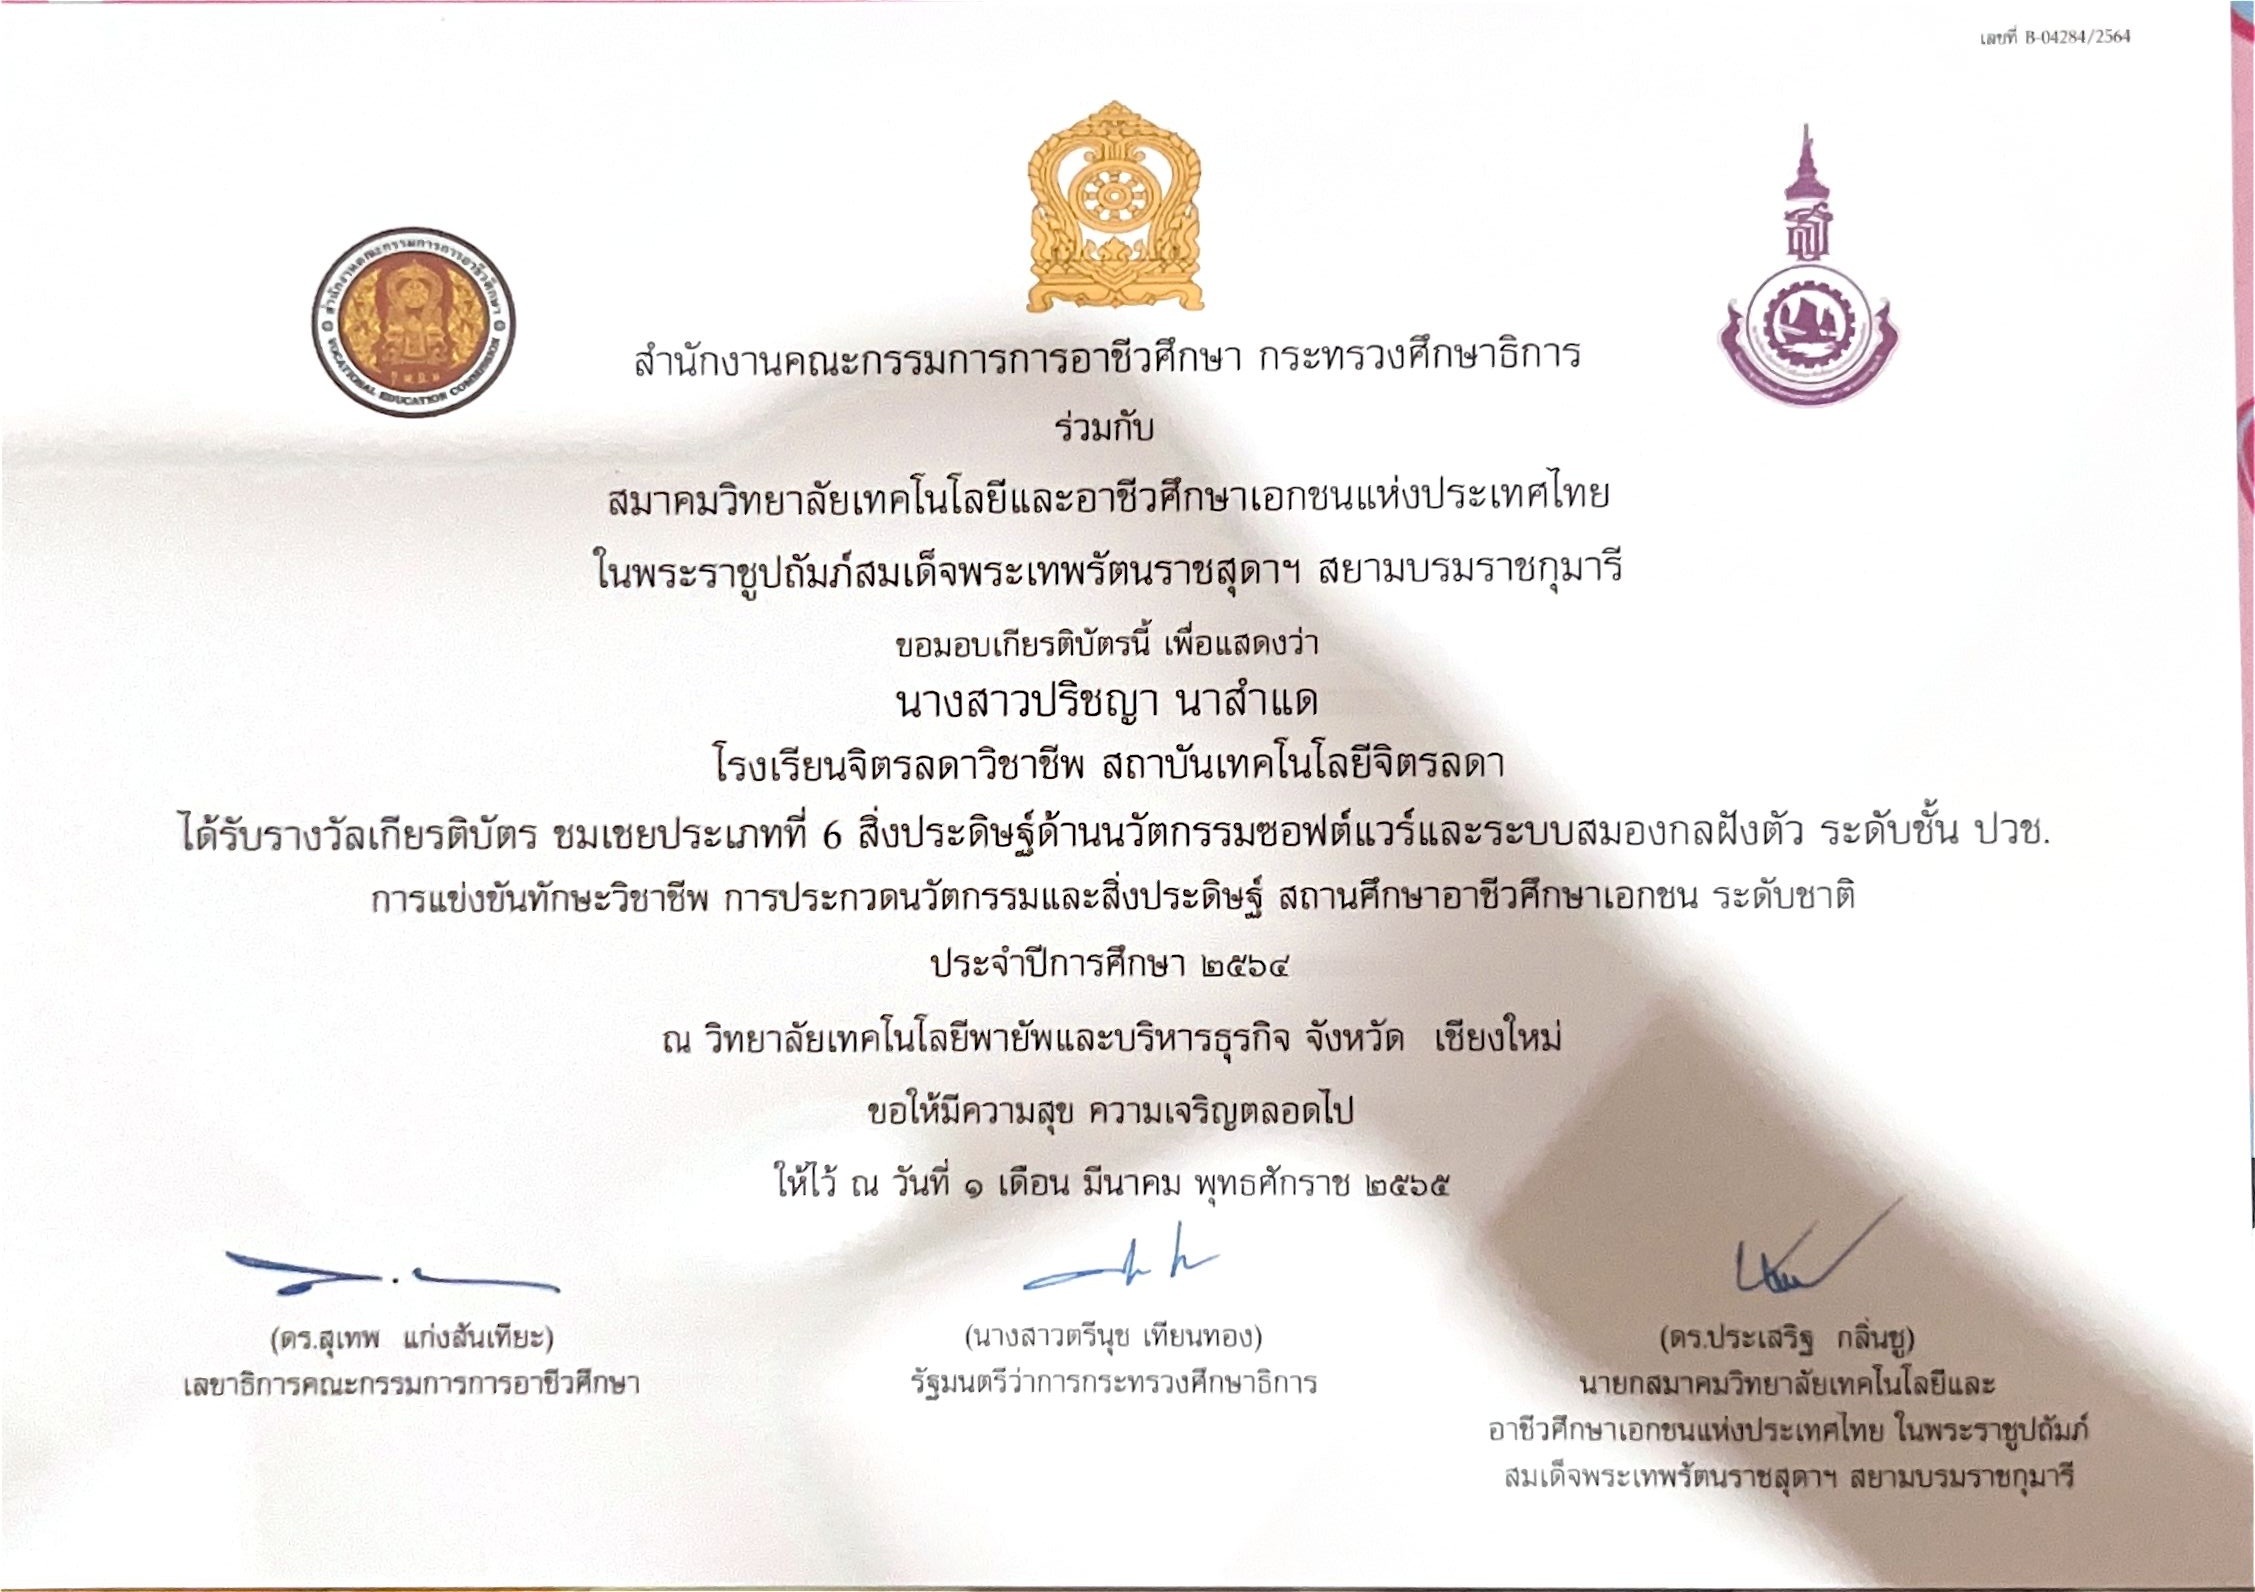 เลขที่ B-04284/2564
สำนักงานคณะกรรมการการอาชีวศึกษา
VOCATIONAL EDUCATION COMMISSION
สำนักงานคณะกรรมการการอาชีวศึกษา กระทรวงศึกษาธิการ
ร่วมกับ
สมาคมวิทยาลัยเทคโนโลยีและอาชีวศึกษาเอกชนแห่งประเทศไทย
ในพระราชูปถัมภ์สมเด็จพระเทพรัตนราชสุดาฯ สยามบรมราชกุมารี
ขอมอบเกียรติบัตรนี้ เพื่อแสดงว่า
นางสาวปริชญา นาสำแด
โรงเรียนจิตรลดาวิชาชีพ สถาบันเทคโนโลยีจิตรลดา
ได้รับรางวัลเกียรติบัตร ชมเชยประเภทที่ 6 สิ่งประดิษฐ์ด้านนวัตกรรมซอฟต์แวร์และระบบสมองกลฝังตัว ระดับชั้น ปวช.
การแข่งขันทักษะวิชาชีพ การประกวดนวัตกรรมและสิ่งประดิษฐ์ สถานศึกษาอาชีวศึกษาเอกชน ระดับชาติ
ประจำปีการศึกษา ๒๕๖๔
ณ วิทยาลัยเทคโนโลยีพายัพและบริหารธุรกิจ จังหวัด เชียงใหม่
ขอให้มีความสุข ความเจริญตลอดไป
ให้ไว้ ณ วันที่ ๑ เดือน มีนาคม พุทธศักราช ๒๕๖๕
(ดร.สุเทพ แก่งสันเทียะ)
เลขาธิการคณะกรรมการการอาชีวศึกษา
(นางสาวตรีนุช เทียนทอง)
รัฐมนตรีว่าการกระทรวงศึกษาธิการ
(ดร.ประเสริฐ กลิ่นชู)
นายกสมาคมวิทยาลัยเทคโนโลยีและ
อาชีวศึกษาเอกชนแห่งประเทศไทย ในพระราชูปถัมภ์
สมเด็จพระเทพรัตนราชสุดาฯ สยามบรมราชกุมารี